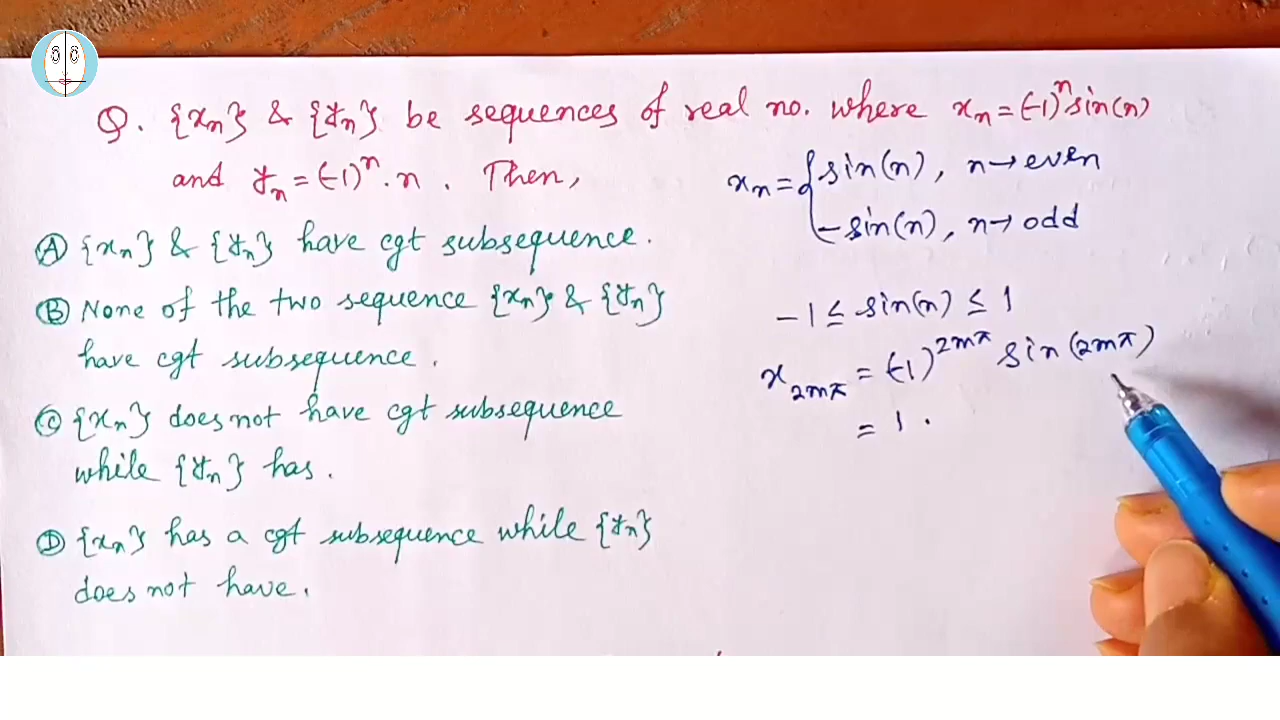 Q. {xₙ} & {yₙ} be sequences of real no. where xₙ = (-1)ⁿ sin(n)
and yₙ = (-1)ⁿ. n . Then,
(A) {xₙ} & {yₙ} have cgt subsequence.
(B) None of the two sequence {xₙ} & {yₙ}
have cgt subsequence.
(C) {xₙ} does not have cgt subsequence
while {yₙ} has.
(D) {xₙ} has a cgt subsequence while {yₙ}
does not have.
xₙ = { sin(n), n → even
-sin(n), n → odd
-1 ≤ sin(n) ≤ 1
x_{2mπ} = (-1)^{2mπ} sin(2mπ)
= 1 .